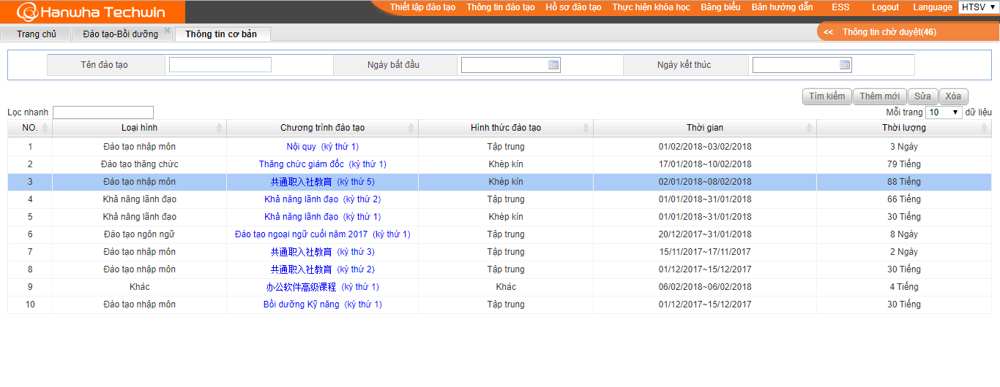 Hanwha Techwin
Thiết lập đào tạo Thông tin đào tạo Hồ sơ đào tạo Thực hiện khóa học Bảng biểu Bản hướng dẫn ESS Logout Language HTSV
Trang chủ Đào tạo-Bồi dưỡng Thông tin cơ bản << Thông tin chờ duyệt(46)
Tên đào tạo Ngày bắt đầu Ngày kết thúc
Tìm kiếm Thêm mới Sửa Xóa
Lọc nhanh Mỗi trang 10 dữ liệu
NO. Loại hình Chương trình đào tạo Hình thức đào tạo Thời gian Thời lượng
1 Đào tạo nhập môn Nội quy (kỳ thứ 1) Tập trung 01/02/2018~03/02/2018 3 Ngày
2 Đào tạo thăng chức Thăng chức giám đốc (kỳ thứ 1) Khép kín 17/01/2018~10/02/2018 79 Tiếng
3 Đào tạo nhập môn 共通职入社教育 (kỳ thứ 5) Khép kín 02/01/2018~08/02/2018 88 Tiếng
4 Khả năng lãnh đạo Khả năng lãnh đạo (kỳ thứ 2) Tập trung 01/01/2018~31/01/2018 66 Tiếng
5 Khả năng lãnh đạo Khả năng lãnh đạo (kỳ thứ 1) Khép kín 01/01/2018~31/01/2018 30 Tiếng
6 Đào tạo ngôn ngữ Đào tạo ngoại ngữ cuối năm 2017 (kỳ thứ 1) Tập trung 20/12/2017~31/01/2018 8 Ngày
7 Đào tạo nhập môn 共通职入社教育 (kỳ thứ 3) Tập trung 15/11/2017~17/11/2017 2 Ngày
8 Đào tạo nhập môn 共通职入社教育 (kỳ thứ 2) Tập trung 01/12/2017~15/12/2017 30 Tiếng
9 Khác 办公软件高级课程 (kỳ thứ 1) Khác 06/02/2018~06/02/2018 4 Tiếng
10 Đào tạo nhập môn Bồi dưỡng Kỹ năng (kỳ thứ 1) Tập trung 01/12/2017~15/12/2017 30 Tiếng